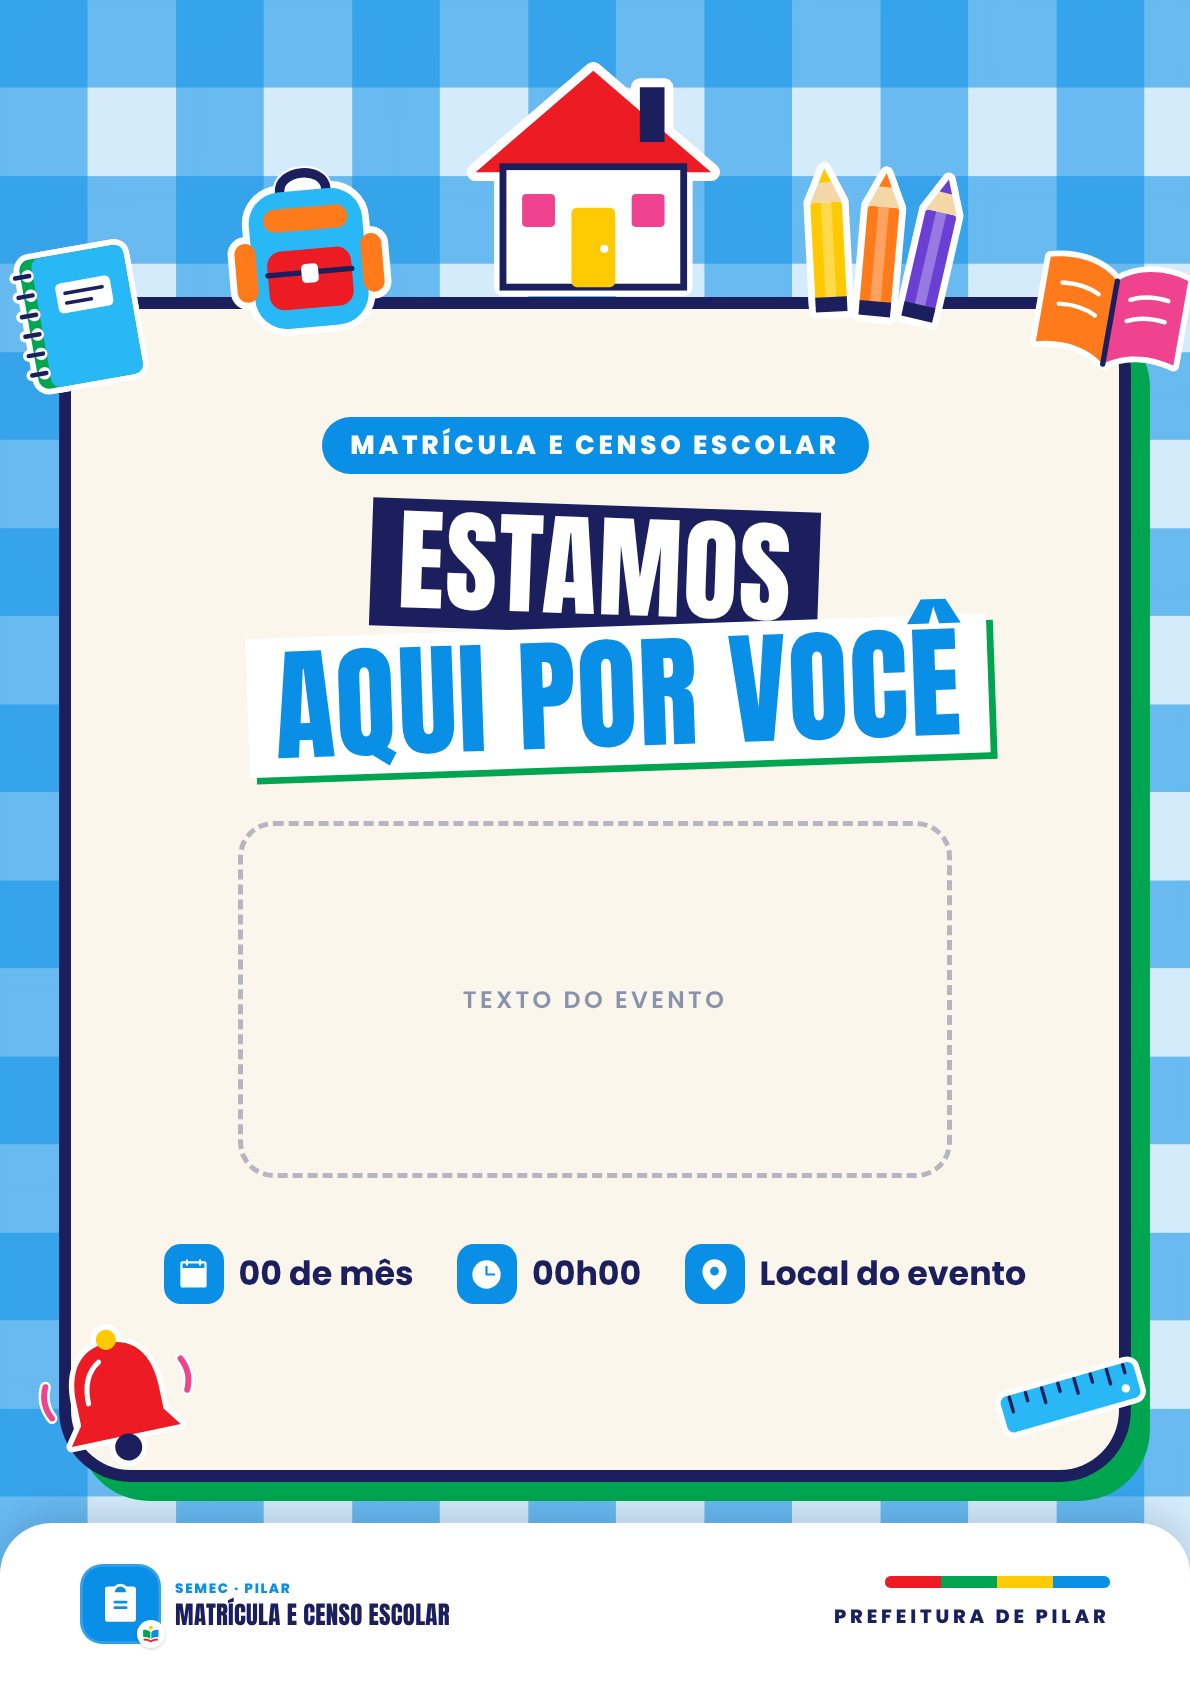 MATRÍCULA E CENSO ESCOLAR
ESTAMOS
AQUI POR VOCÊ
TEXTO DO EVENTO
00 de mês
00h00
Local do evento
SEMEC · PILAR
MATRÍCULA E CENSO ESCOLAR
PREFEITURA DE PILAR